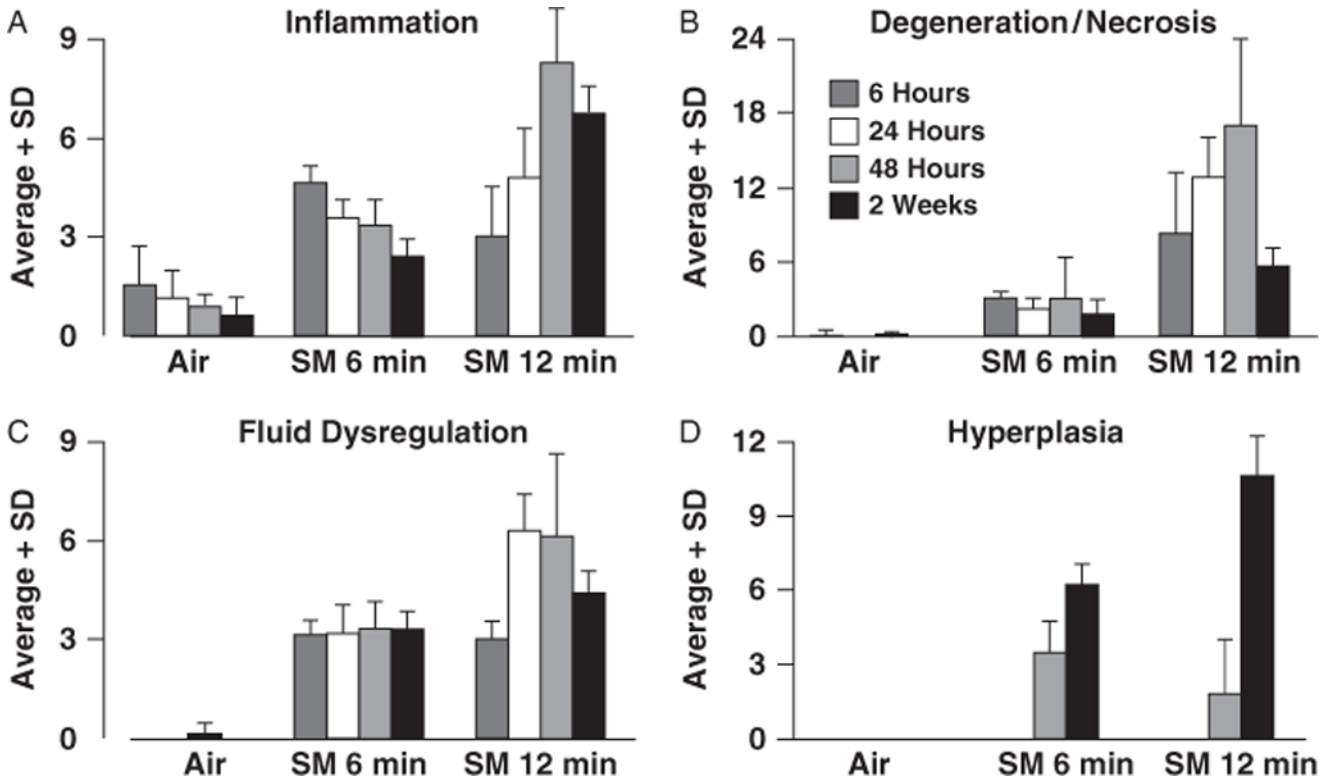 A
Inflammation
Average + SD
9
6
3
0
Air
SM 6 min
SM 12 min
B
Degeneration/Necrosis
Average + SD
24
18
12
6
0
6 Hours
24 Hours
48 Hours
2 Weeks
Air
SM 6 min
SM 12 min
C
Fluid Dysregulation
Average + SD
9
6
3
0
Air
SM 6 min
SM 12 min
D
Hyperplasia
Average + SD
12
9
6
3
0
Air
SM 6 min
SM 12 min